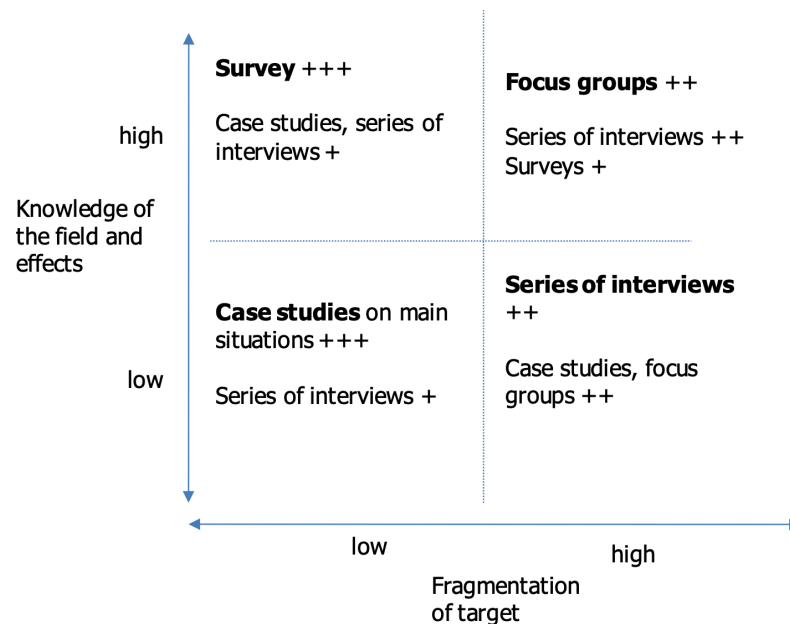 Survey +++
Case studies, series of
interviews +
Focus groups ++
Series of interviews ++
Surveys +
high
Knowledge of
the field and
effects
low
Case studies on main
situations +++
Series of interviews +
Series of interviews
++
Case studies, focus
groups ++
low
high
Fragmentation
of target